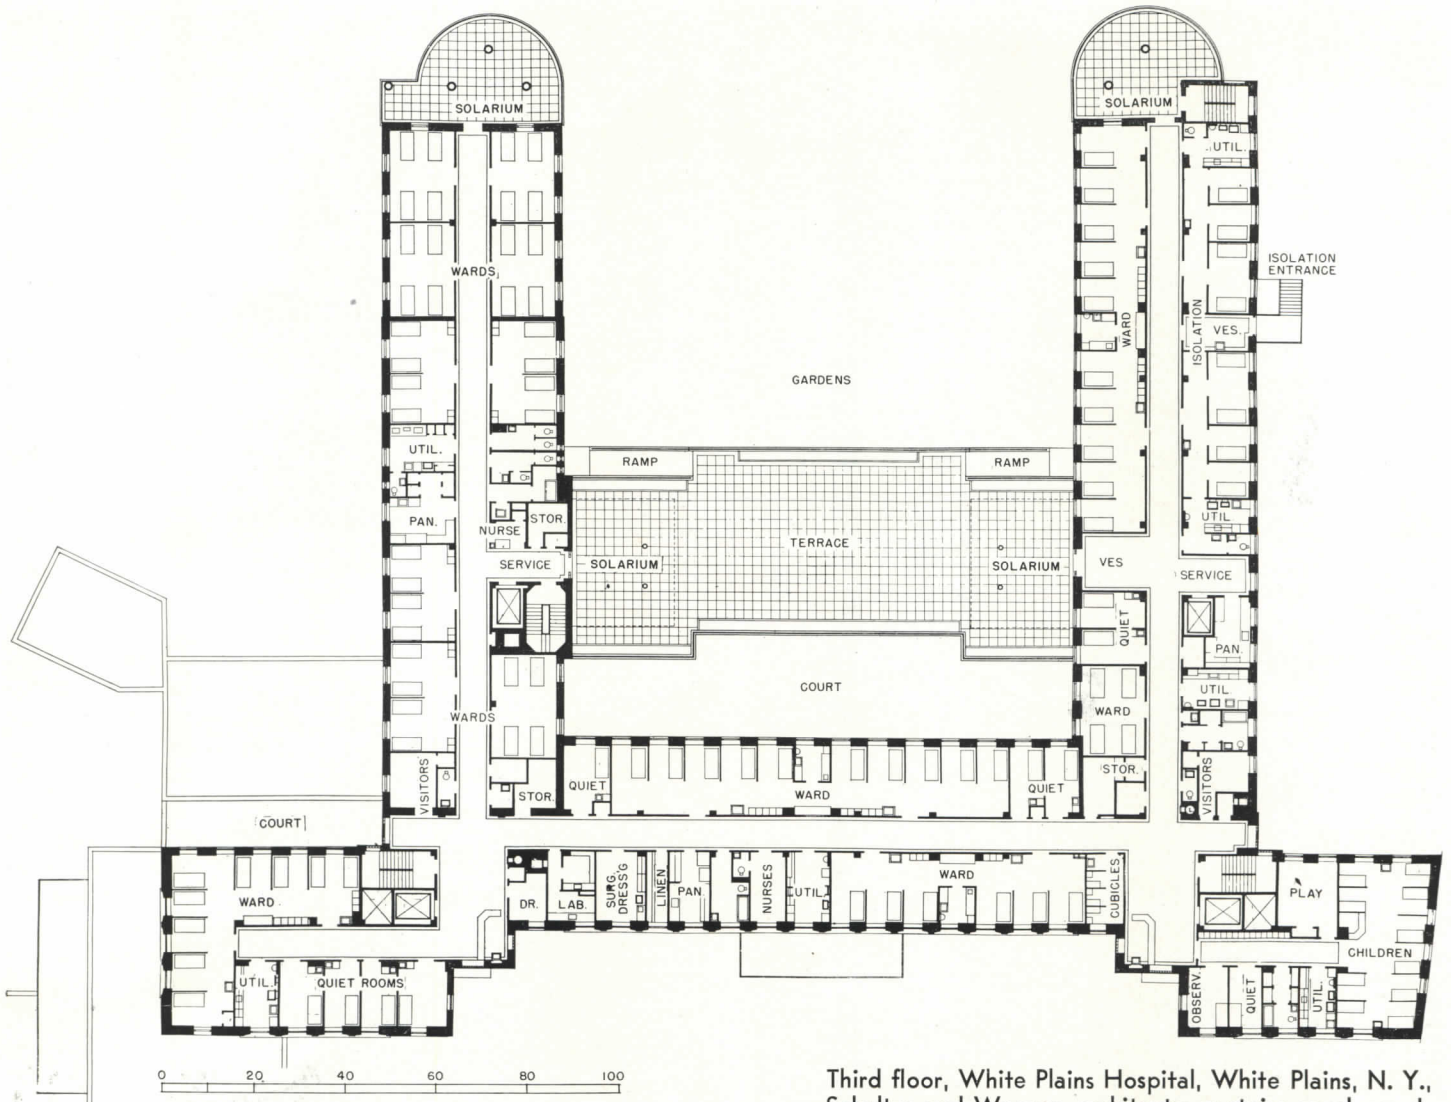 SOLARIUM
SOLARIUM
UTIL.
WARDS
ISOLATION
ENTRANCE
WARD
ISOLATION
VES.
GARDENS
UTIL.
RAMP
RAMP
PAN.
NURSE
STOR.
UTIL
TERRACE
SERVICE
SOLARIUM
SOLARIUM
VES
SERVICE
QUIET
PAN.
COURT
UTIL
WARDS
WARD
VISITORS
STOR.
QUIET
WARD
QUIET
STOR.
VISITORS
COURT
WARD.
DR.
LAB.
SURG.
DRESS'G
LINEN
PAN.
NURSES
UTIL.
WARD
CUBICLES
PLAY
CHILDREN
UTIL.
QUIET ROOMS
OBSERV.
QUIET
UTIL.
0 20 40 60 80 100
Third floor, White Plains Hospital, White Plains, N. Y.,